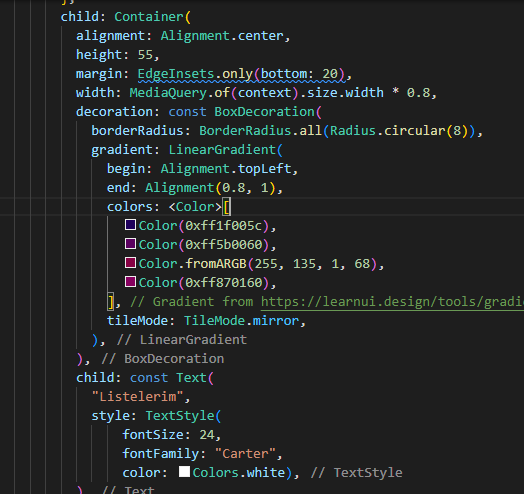 ],
child: Container(
alignment: Alignment.center,
height: 55,
margin: EdgeInsets.only(bottom: 20),
width: MediaQuery.of(context).size.width * 0.8,
decoration: const BoxDecoration(
borderRadius: BorderRadius.all(Radius.circular(8)),
gradient: LinearGradient(
begin: Alignment.topLeft,
end: Alignment(0.8, 1),
colors: <Color>[
Color(0xff1f005c),
Color(0xff5b0060),
Color.fromARGB(255, 135, 1, 68),
Color(0xff870160),
], // Gradient from https://learnui.design/tools/gradie
tileMode: TileMode.mirror,
), // LinearGradient
), // BoxDecoration
child: const Text(
"Listelerim",
style: TextStyle(
fontSize: 24,
fontFamily: "Carter",
color: Colors.white), // TextStyle
) // Text